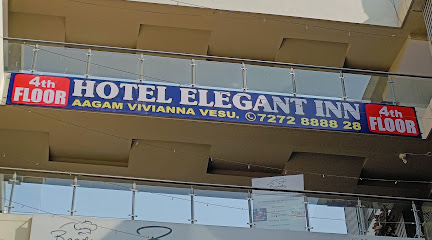 4th
FLOOR
HOTEL ELEGANT INN
AAGAM VIVIANNA VESU. 7272 8888 28
4th
FLOOR